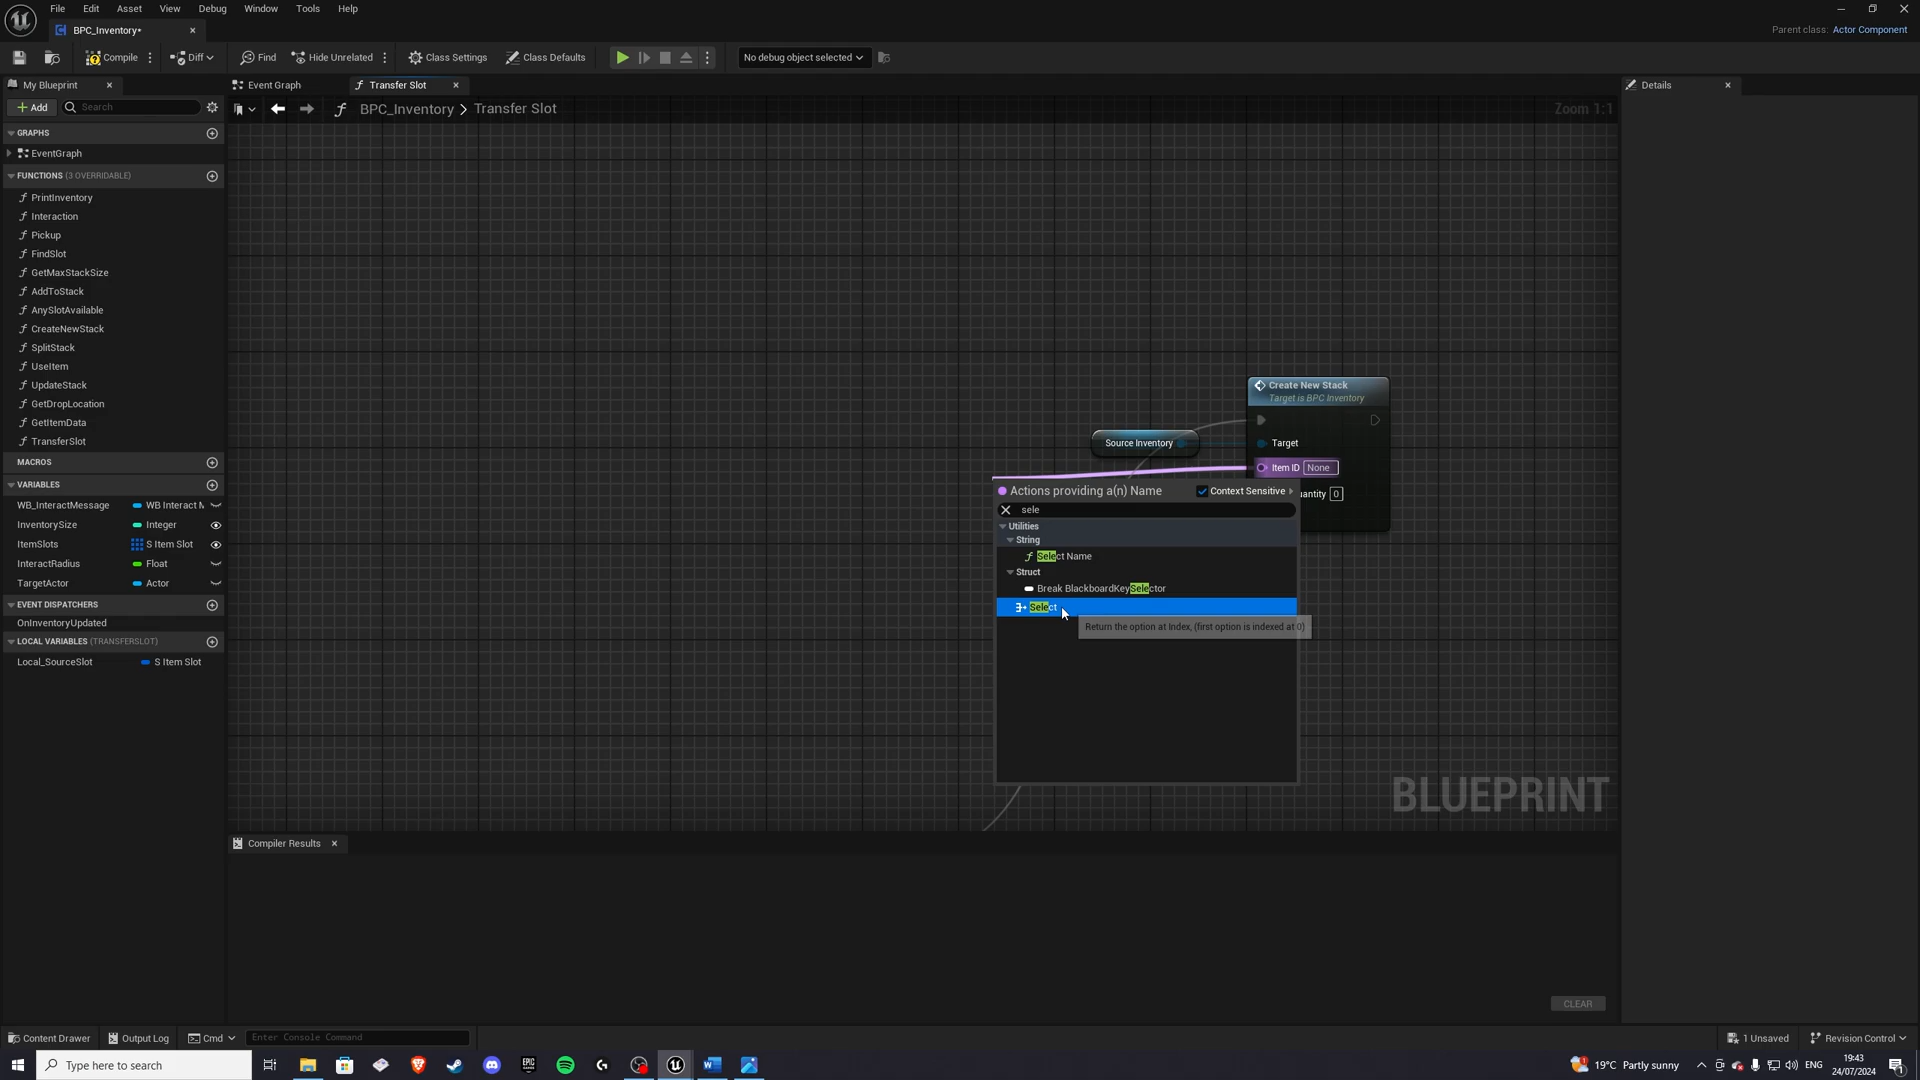 File Edit Asset View Debug Window Tools Help
BPC_Inventory•
Parent class: Actor Component
Compile Diff Find Hide Unrelated Class Settings Class Defaults No debug object selected
My Blueprint Event Graph Transfer Slot Details
Add Search BPC_Inventory > Transfer Slot Zoom 1:1
GRAPHS
EventGraph
FUNCTIONS (3 OVERRIDABLE)
PrintInventory
Interaction
Pickup
FindSlot
GetMaxStackSize
AddToStack
AnySlotAvailable
CreateNewStack
SplitStack
UseItem
UpdateStack
GetDropLocation
GetItemData
TransferSlot
MACROS
VARIABLES
WB_InteractMessage WB Interact M
InventorySize Integer
ItemSlots S Item Slot
InteractRadius Float
TargetActor Actor
EVENT DISPATCHERS
OnInventoryUpdated
LOCAL VARIABLES (TRANSFERSLOT)
Local_SourceSlot S Item Slot
Create New Stack
Target is BPC Inventory
Source Inventory Target
Item ID None
uantity 0
Actions providing a(n) Name Context Sensitive
sele
Utilities
String
Select Name
Struct
Break BlackboardKeySelector
Select
Return the option at Index, (first option is indexed at 0)
BLUEPRINT
Compiler Results
CLEAR
Content Drawer Output Log Cmd Enter Console Command 1 Unsaved Revision Control
Type here to search 19°C Partly sunny ENG 19:43
24/07/2024